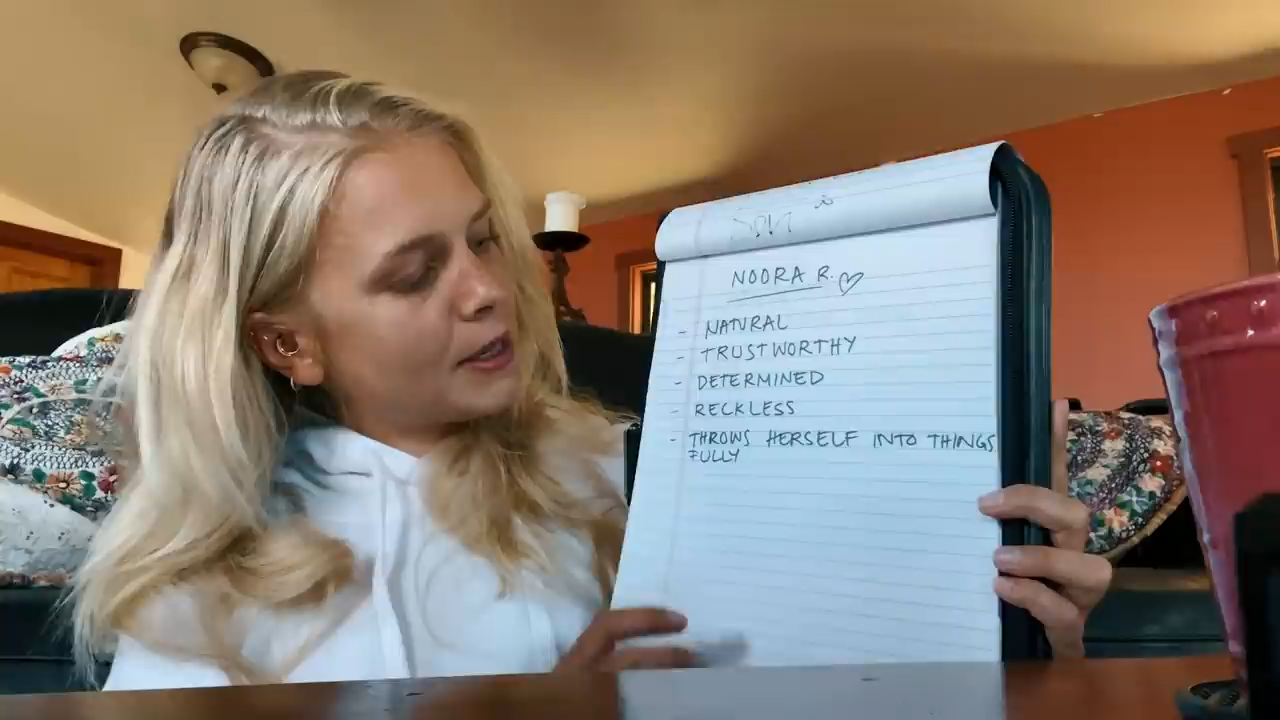 NOORA R. ♡
- NATURAL
- TRUSTWORTHY
- DETERMINED
- RECKLESS
- THROWS HERSELF INTO THINGS
FULLY